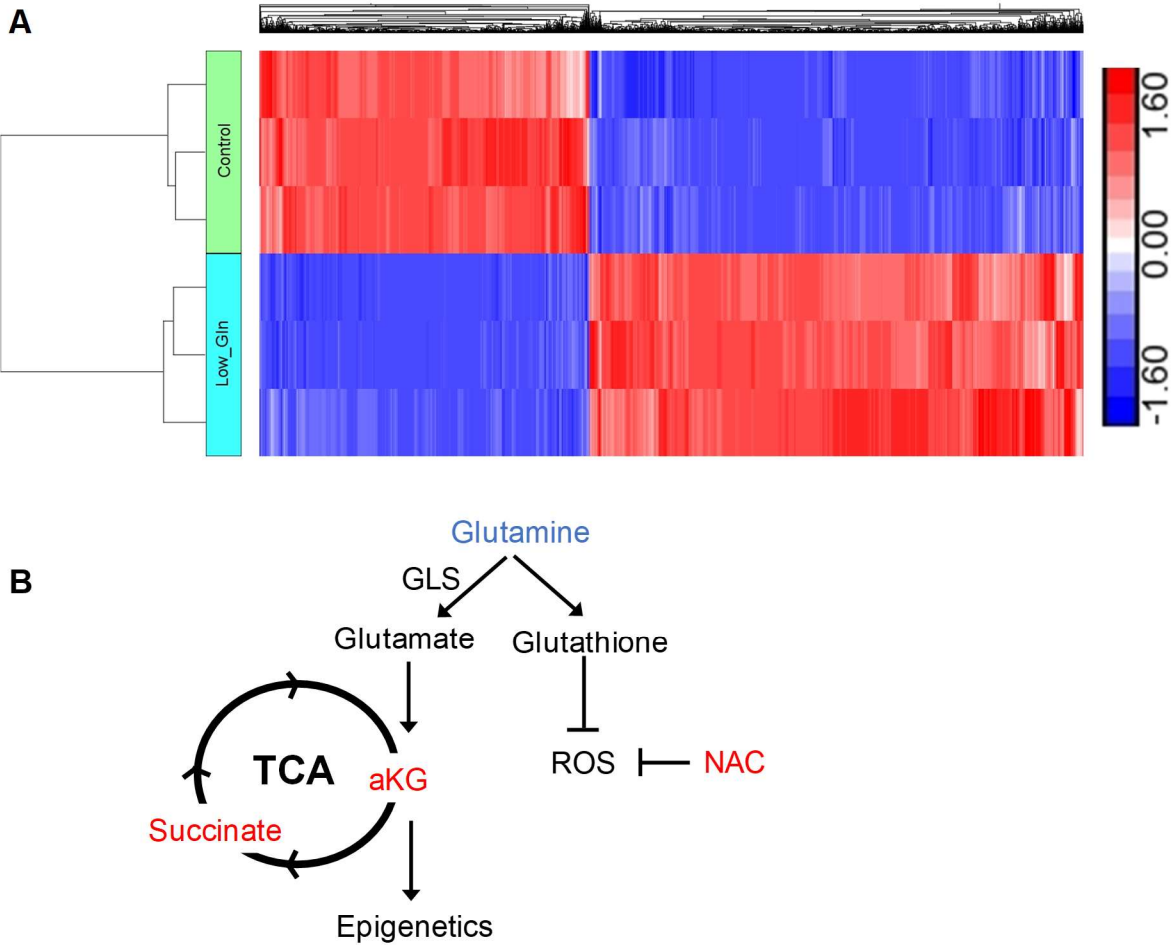 A
Control
Low_Gln
1.60
0.00
-1.60
B
Glutamine
GLS
Glutamate
Glutathione
TCA
aKG
ROS
NAC
Succinate
Epigenetics